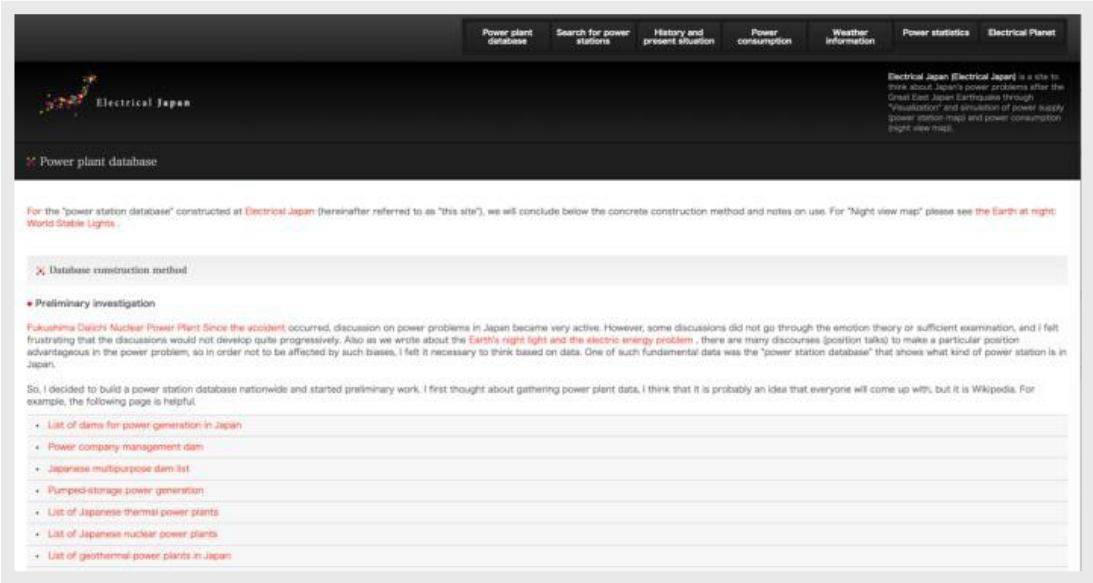 Power plant database
Search for power stations
History and present situation
Power consumption
Weather information
Power statistics
Electrical Planet
Electrical Japan
Electrical Japan (Electrical Japan) is a site to
think about Japan's power problems after the
Great East Japan Earthquake through
"Visualization" and simulation of power supply
(power station map) and power consumption
(night view map).
Power plant database
For the "power station database" constructed at Electrical Japan (hereinafter referred to as "this site"), we will conclude below the concrete construction method and notes on use. For "Night view map" please see the Earth at night:
World Stable Lights .
Database construction method
Preliminary investigation
Fukushima Daiichi Nuclear Power Plant Since the accident occurred, discussion on power problems in Japan became very active. However, some discussions did not go through the emotion theory or sufficient examination, and I felt
frustrating that the discussions would not develop quite progressively. Also as we wrote about the Earth's night light and the electric energy problem , there are many discourses (position talks) to make a particular position
advantageous in the power problem, so in order not to be affected by such biases, I felt it necessary to think based on data. One of such fundamental data was the "power station database" that shows what kind of power station is in
Japan.
So, I decided to build a power station database nationwide and started preliminary work. I first thought about gathering power plant data, I think that it is probably an idea that everyone will come up with, but it is Wikipedia. For
example, the following page is helpful.
List of dams for power generation in Japan
Power company management dam
Japanese multipurpose dam list
Pumped-storage power generation
List of Japanese thermal power plants
List of Japanese nuclear power plants
List of geothermal power plants in Japan